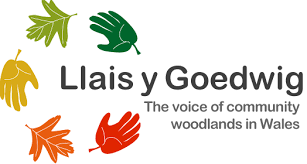 Llais y Goedwig
The voice of community
woodlands in Wales